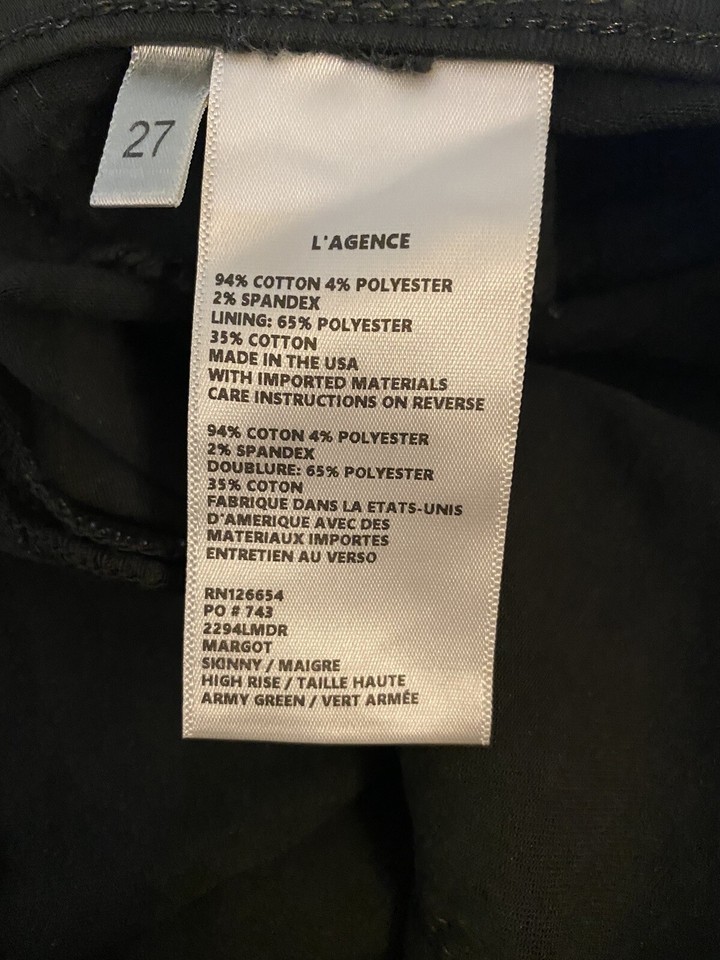 27
L'AGENCE
94% COTTON 4% POLYESTER
2% SPANDEX
LINING: 65% POLYESTER
35% COTTON
MADE IN THE USA
WITH IMPORTED MATERIALS
CARE INSTRUCTIONS ON REVERSE
94% COTON 4% POLYESTER
2% SPANDEX
DOUBLURE: 65% POLYESTER
35% COTON
FABRIQUE DANS LA ETATS-UNIS
D'AMERIQUE AVEC DES
MATERIAUX IMPORTES
ENTRETIEN AU VERSO
RN126654
PO # 743
2294LMDR
MARGOT
SKINNY / MAIGRE
HIGH RISE / TAILLE HAUTE
ARMY GREEN / VERT ARMÉE